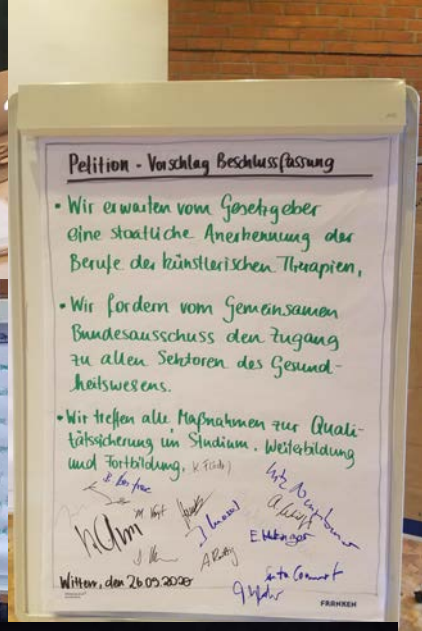 Petition - Vorschlag Beschlussfassung
• Wir erwarten vom Gesetzgeber
eine staatliche Anerkennung der
Berufe der künstlerischen Therapien.
• Wir fordern vom Gemeinsamen
Bundesausschuss den Zugang
zu allen Sektoren des Gesund-
heitswesens.
• Wir treffen alle Maßnahmen zur Quali-
tätssicherung im Studium. Weiterbildung
und Fortbildung.
Witten, den 26.09.2020
FRANKEN